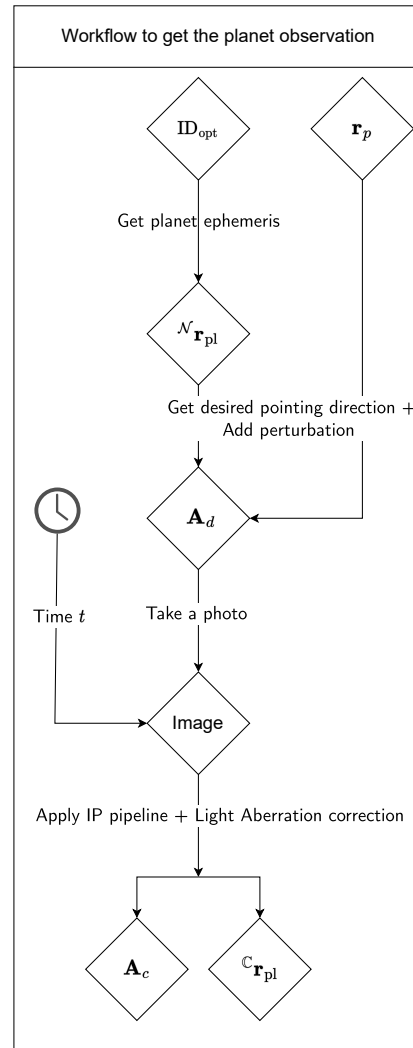 Workflow to get the planet observation
ID_opt
r_p
Get planet ephemeris
𝒩r_pl
Get desired pointing direction +
Add perturbation
A_d
Time t
Take a photo
Image
Apply IP pipeline + Light Aberration correction
A_c
ℂr_pl